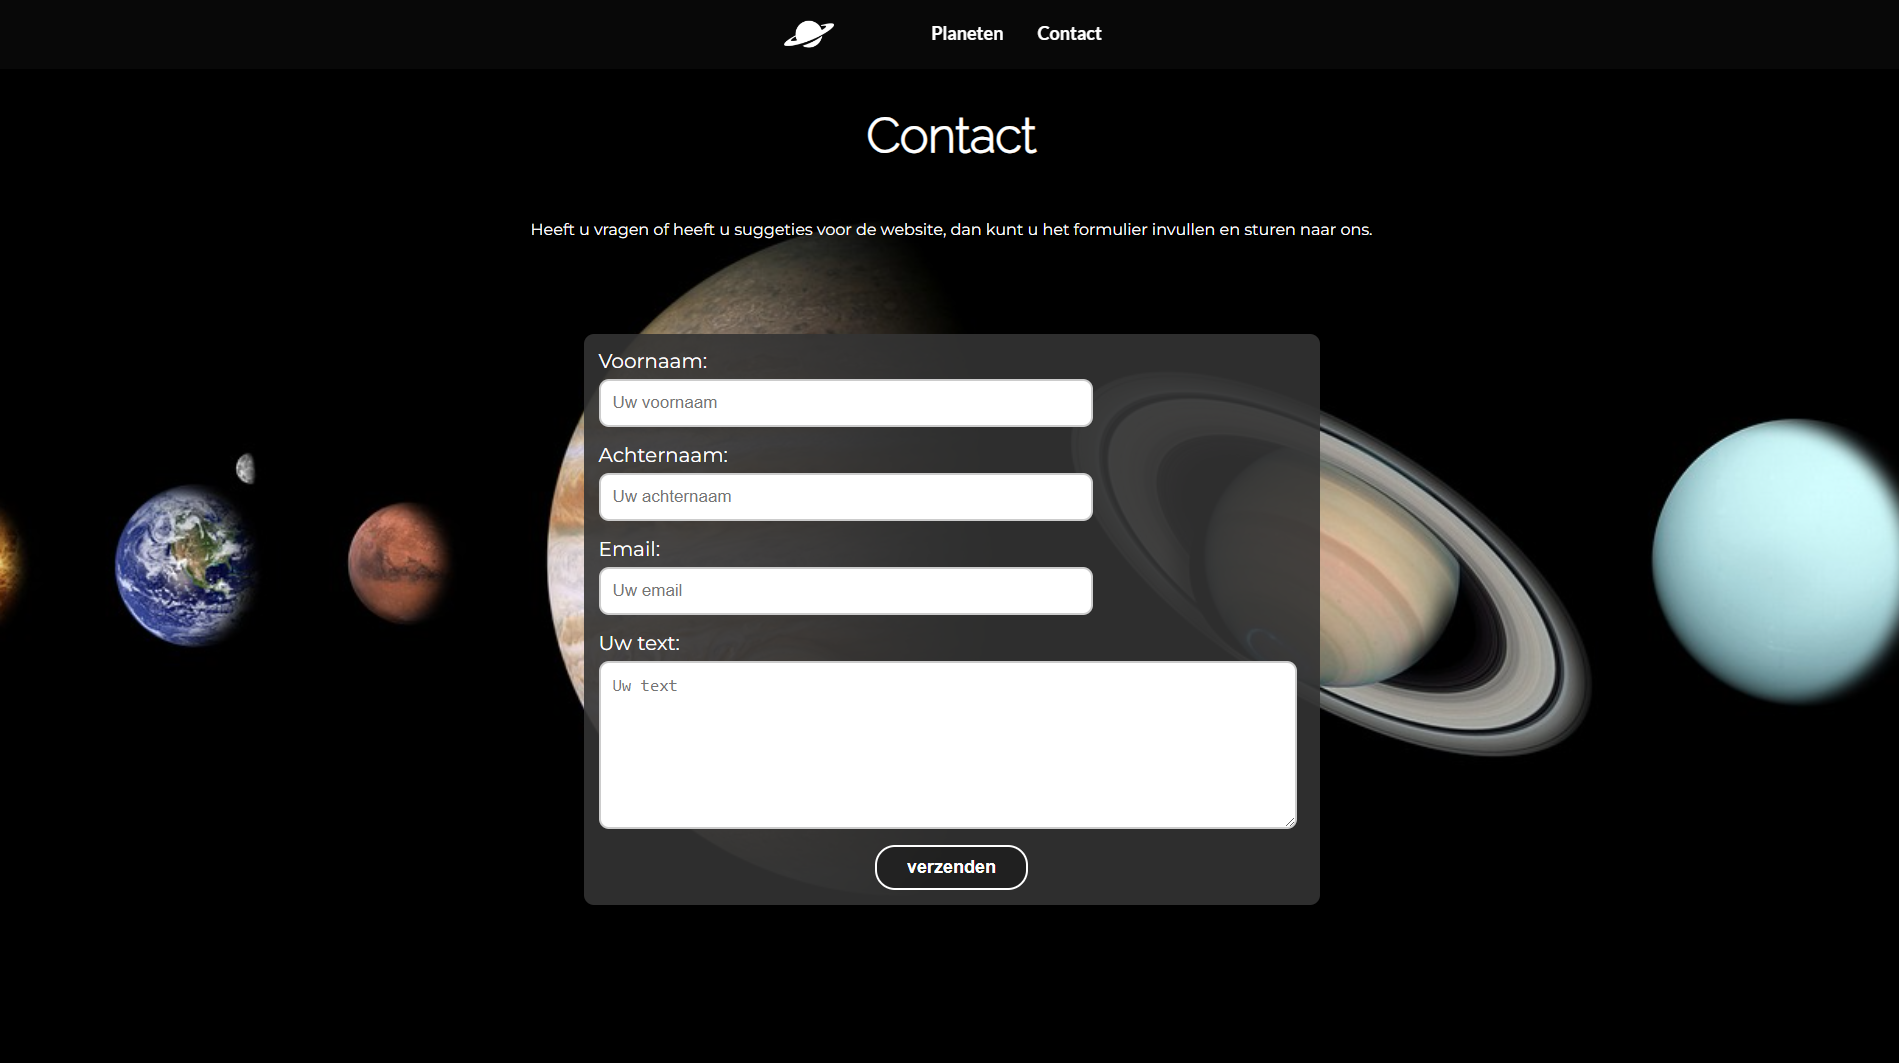 Planeten Contact
Contact
Heeft u vragen of heeft u suggeties voor de website, dan kunt u het formulier invullen en sturen naar ons.
Voornaam:
Uw voornaam
Achternaam:
Uw achternaam
Email:
Uw email
Uw text:
Uw text
verzenden